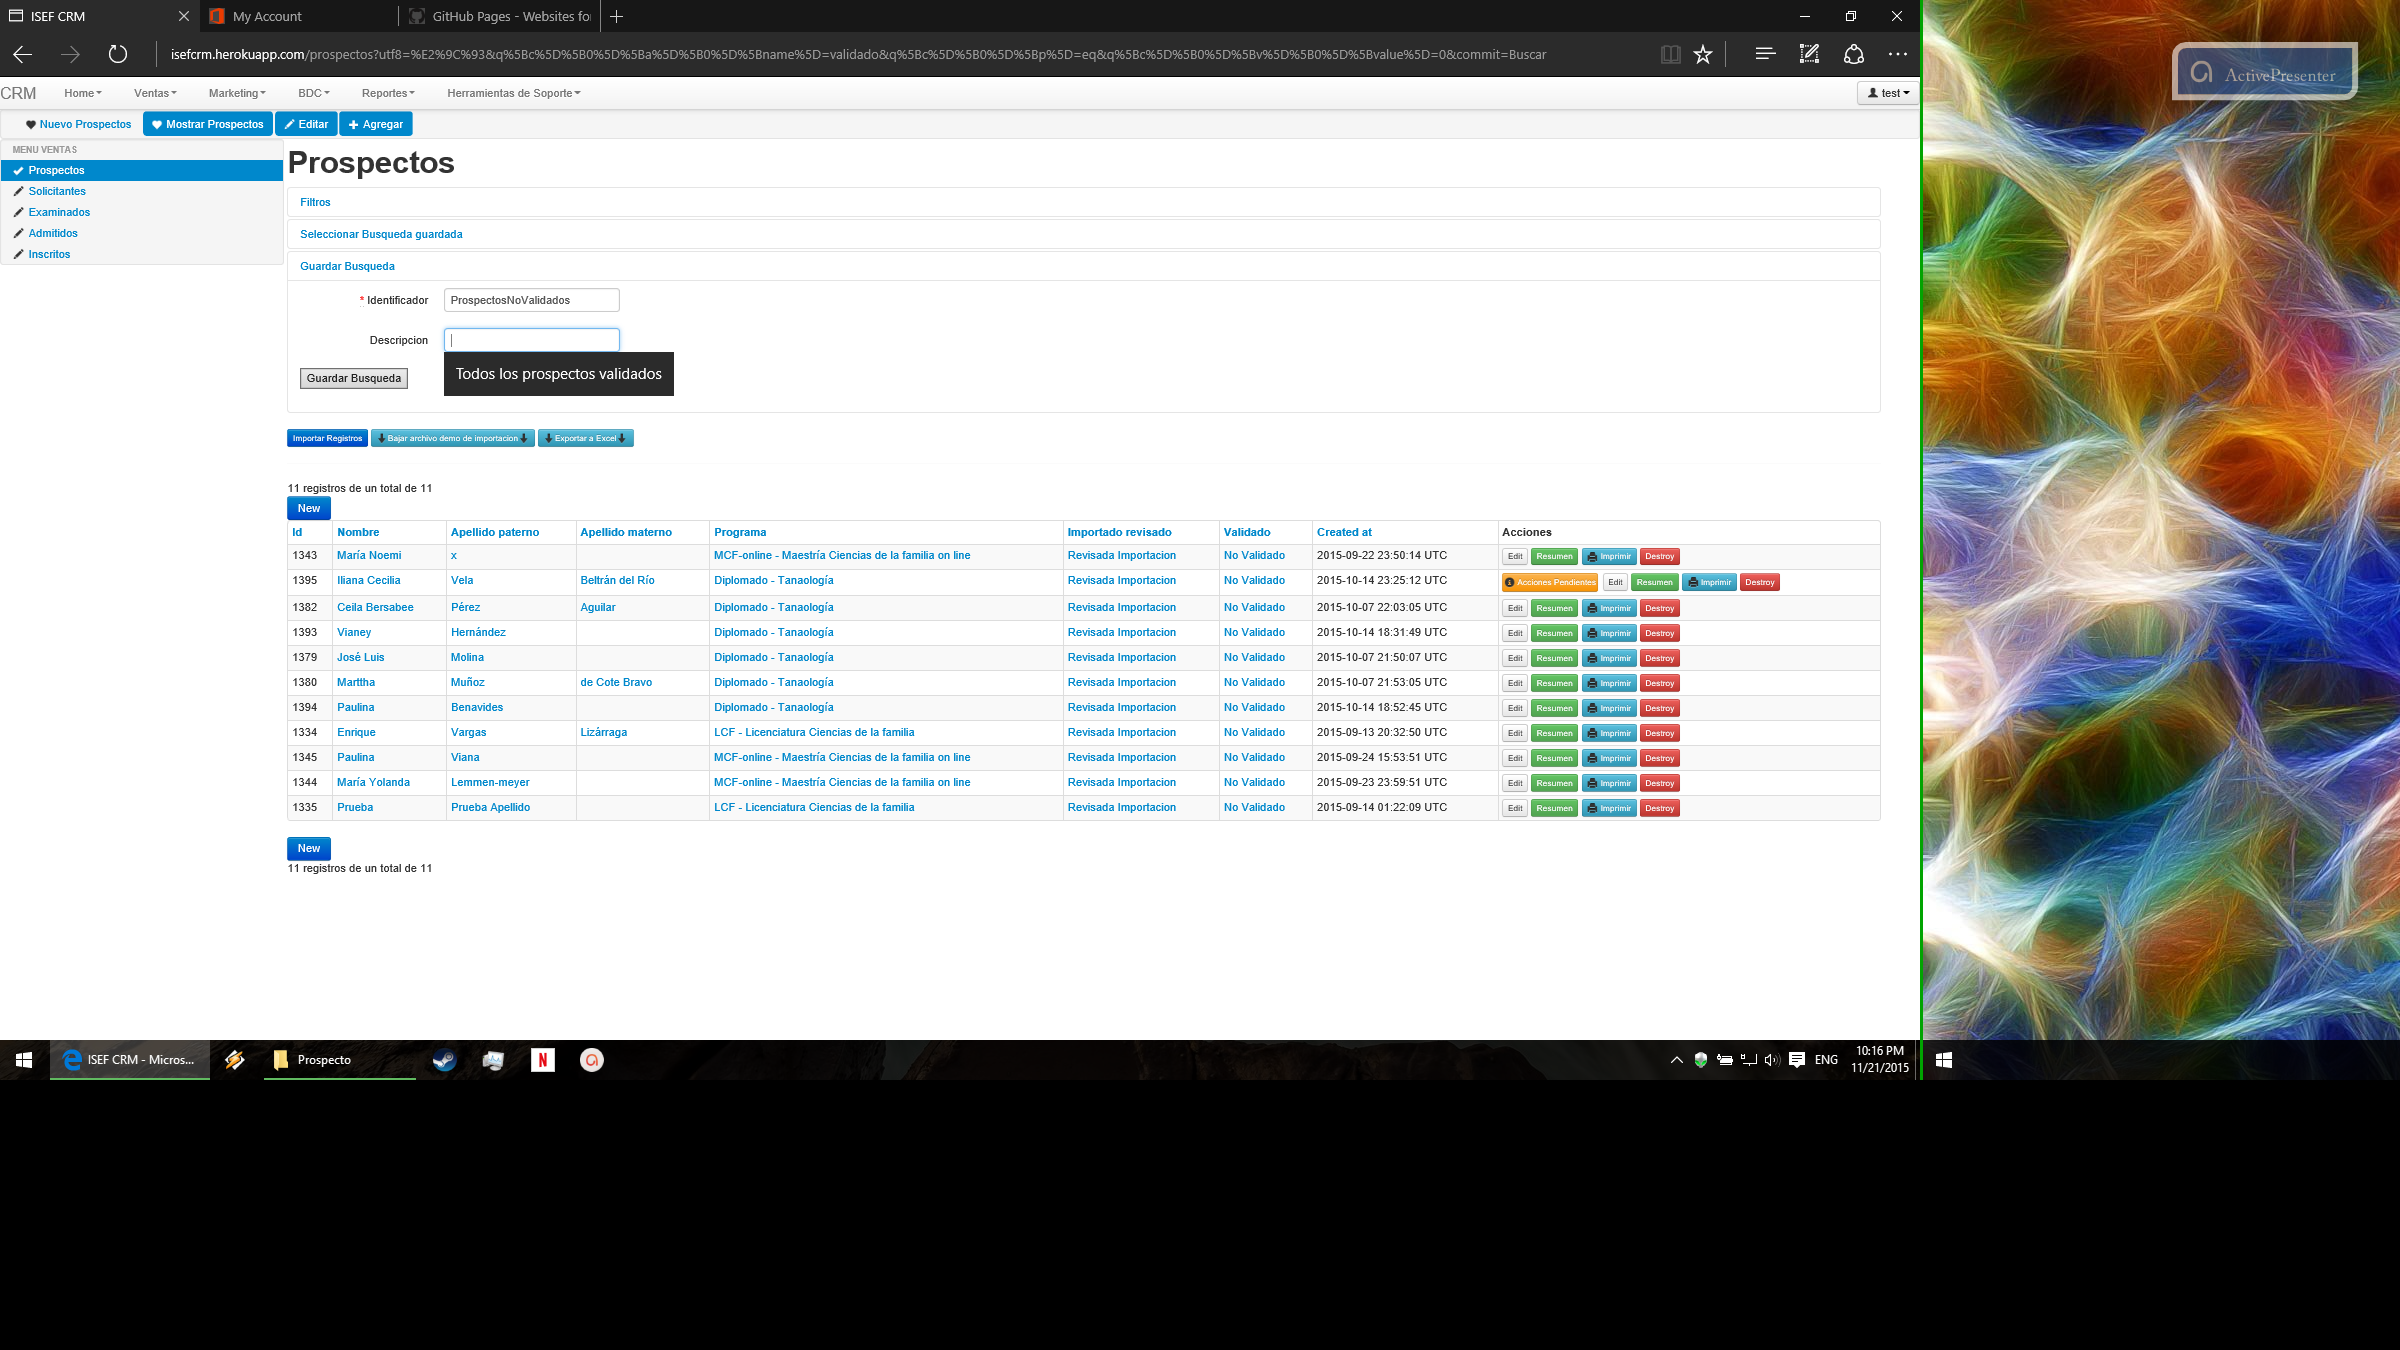 ISEF CRM
My Account
GitHub Pages - Websites fo
isefcrm.herokuapp.com/prospectos?utf8=%E2%9C%93&q%5Bc%5D%5B0%5D%5Ba%5D%5B0%5D%5Bname%5D=validado&q%5Bc%5D%5B0%5D%5Bp%5D=eq&q%5Bc%5D%5B0%5D%5Bv%5D%5B0%5D%5Bvalue%5D=0&commit=Buscar
ActivePresenter
CRM Home Ventas Marketing BDC Reportes Herramientas de Soporte test
Nuevo Prospectos Mostrar Prospectos Editar Agregar
MENU VENTAS
Prospectos
Solicitantes
Examinados
Admitidos
Inscritos
Prospectos
Filtros
Seleccionar Busqueda guardada
Guardar Busqueda
* Identificador ProspectosNoValidados
Descripcion
Todos los prospectos validados
Guardar Busqueda
Importar Registros Bajar archivo demo de importacion Exportar a Excel
11 registros de un total de 11
New
Id Nombre Apellido paterno Apellido materno Programa Importado revisado Validado Created at Acciones
1343 María Noemi x MCF-online - Maestría Ciencias de la familia on line Revisada Importacion No Validado 2015-09-22 23:50:14 UTC Edit Resumen Imprimir Destroy
1395 Iliana Cecilia Vela Beltrán del Río Diplomado - Tanaología Revisada Importacion No Validado 2015-10-14 23:25:12 UTC Acciones Pendientes Edit Resumen Imprimir Destroy
1382 Ceila Bersabee Pérez Aguilar Diplomado - Tanaología Revisada Importacion No Validado 2015-10-07 22:03:05 UTC Edit Resumen Imprimir Destroy
1393 Vianey Hernández Diplomado - Tanaología Revisada Importacion No Validado 2015-10-14 18:31:49 UTC Edit Resumen Imprimir Destroy
1379 José Luis Molina Diplomado - Tanaología Revisada Importacion No Validado 2015-10-07 21:50:07 UTC Edit Resumen Imprimir Destroy
1380 Marttha Muñoz de Cote Bravo Diplomado - Tanaología Revisada Importacion No Validado 2015-10-07 21:53:05 UTC Edit Resumen Imprimir Destroy
1394 Paulina Benavides Diplomado - Tanaología Revisada Importacion No Validado 2015-10-14 18:52:45 UTC Edit Resumen Imprimir Destroy
1334 Enrique Vargas Lizárraga LCF - Licenciatura Ciencias de la familia Revisada Importacion No Validado 2015-09-13 20:32:50 UTC Edit Resumen Imprimir Destroy
1345 Paulina Viana MCF-online - Maestría Ciencias de la familia on line Revisada Importacion No Validado 2015-09-24 15:53:51 UTC Edit Resumen Imprimir Destroy
1344 María Yolanda Lemmen-meyer MCF-online - Maestría Ciencias de la familia on line Revisada Importacion No Validado 2015-09-23 23:59:51 UTC Edit Resumen Imprimir Destroy
1335 Prueba Prueba Apellido LCF - Licenciatura Ciencias de la familia Revisada Importacion No Validado 2015-09-14 01:22:09 UTC Edit Resumen Imprimir Destroy
New
11 registros de un total de 11
ISEF CRM - Micros...
Prospecto
N
ENG
10:16 PM
11/21/2015